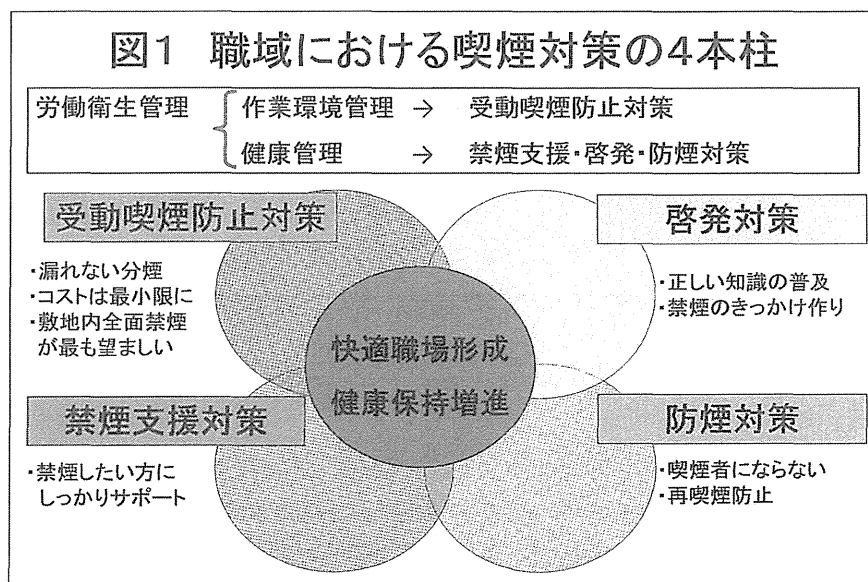 図1 職域における喫煙対策の4本柱
労働衛生管理 作業環境管理 → 受動喫煙防止対策
健康管理 → 禁煙支援・啓発・防煙対策
受動喫煙防止対策
・漏れない分煙
・コストは最小限に
・敷地内全面禁煙
が最も望ましい
啓発対策
・正しい知識の普及
・禁煙のきっかけ作り
快適職場形成
健康保持増進
禁煙支援対策
・禁煙したい方に
しっかりサポート
防煙対策
・喫煙者にならない
・再喫煙防止